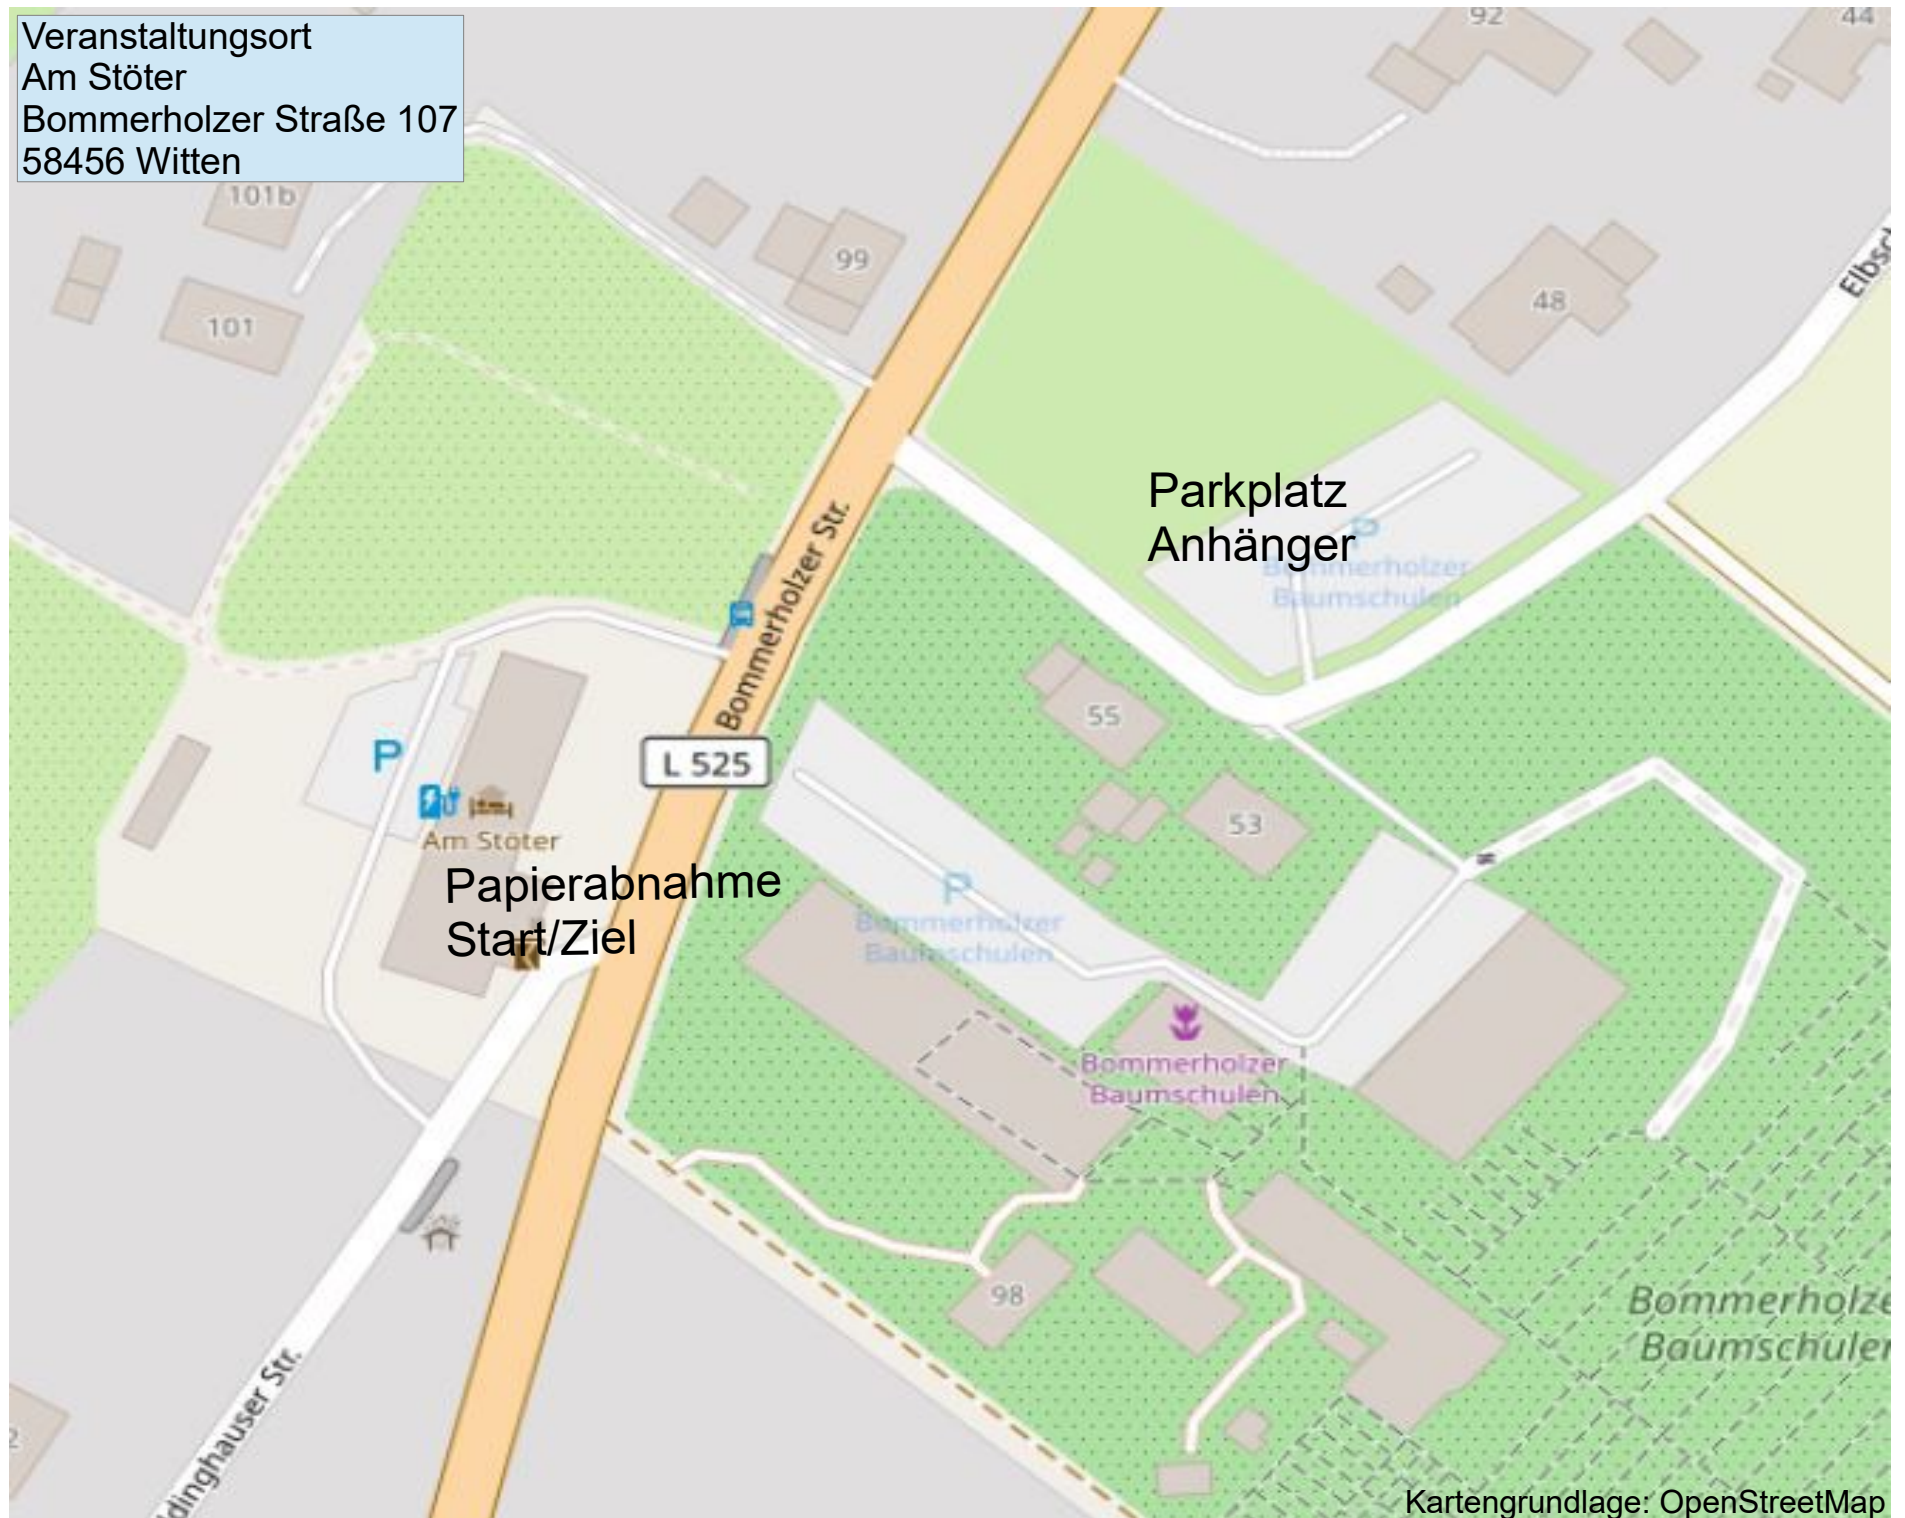 Veranstaltungsort
Am Stöter
Bommerholzer Straße 107
58456 Witten
92
44
101b
99
101
48
Elbsc
Parkplatz
Anhänger
P
Bommerholzer
Baumschulen
Bommerholzer Str.
L 525
55
53
P
Am Stöter
Papierabnahme
Start/Ziel
P
Bommerholzer
Baumschulen
Bommerholzer
Baumschulen
98
Bommerholze
Baumschulen
dinghauser Str.
2
Kartengrundlage: OpenStreetMap